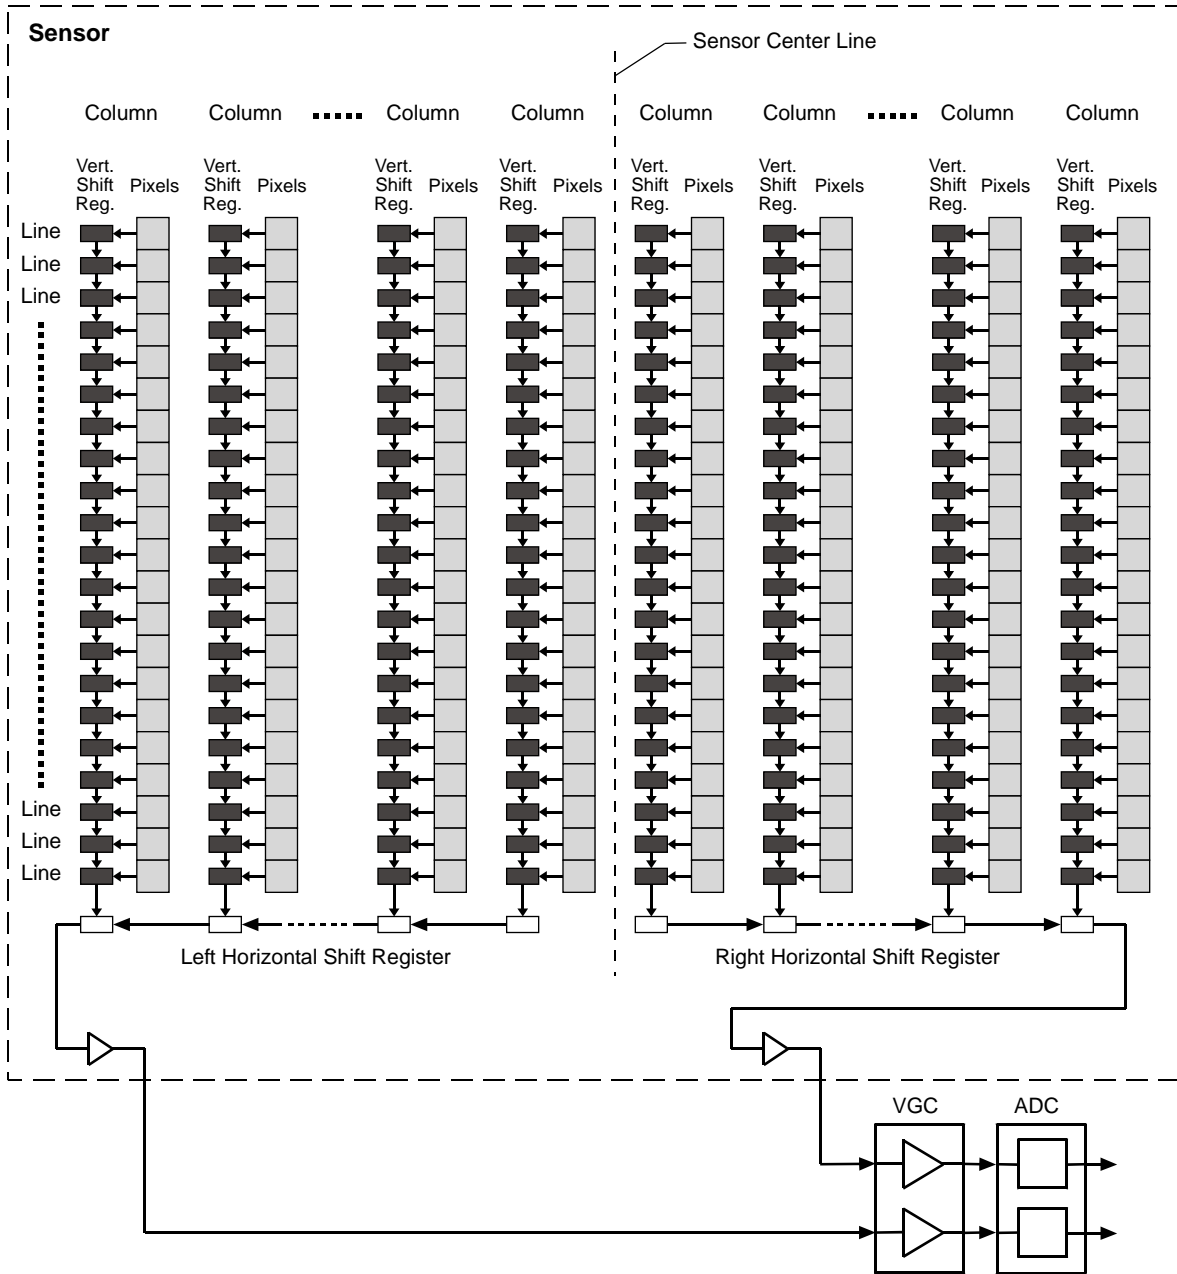 Sensor
Sensor Center Line
Column Column Column Column Column Column Column Column
Vert. Shift Reg. Pixels Vert. Shift Reg. Pixels Vert. Shift Reg. Pixels Vert. Shift Reg. Pixels Vert. Shift Reg. Pixels Vert. Shift Reg. Pixels Vert. Shift Reg. Pixels Vert. Shift Reg. Pixels
Line
Line
Line
Line
Line
Line
Left Horizontal Shift Register Right Horizontal Shift Register
VGC ADC